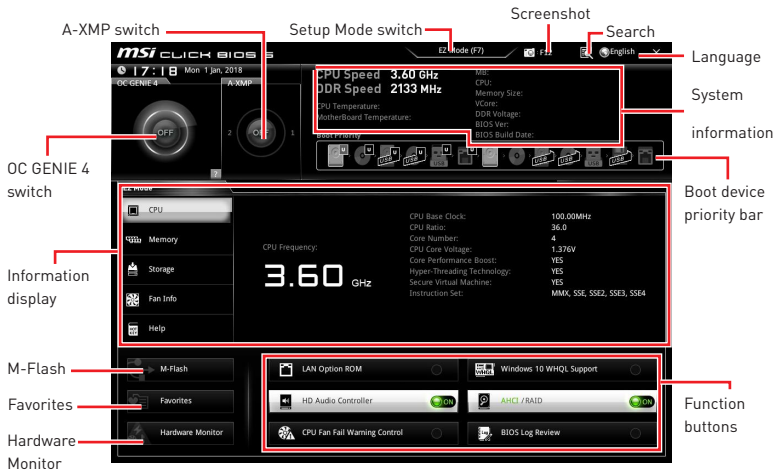 A-XMP switch
Setup Mode switch
Screenshot
Search
Language
System
information
Boot device
priority bar
Function
buttons
OC GENIE 4
switch
Information
display
M-Flash
Favorites
Hardware
Monitor
msi CLICK BIOS 5
EZ Mode (F7)
F12
English
17:18 Mon 1 Jan, 2018
OC GENIE 4
OFF
?
A-XMP
2 OFF 1
CPU Speed 3.60 GHz
DDR Speed 2133 MHz
CPU Temperature:
MotherBoard Temperature:
MB:
CPU:
Memory Size:
VCore:
DDR Voltage:
BIOS Ver:
BIOS Build Date:
Boot Priority
U U U U U U
USB USB USB USB USB USB
EZ Mode
CPU
Memory
Storage
Fan Info
Help
CPU Frequency:
3.60 GHz
CPU Base Clock: 100.00MHz
CPU Ratio: 36.0
Core Number: 4
CPU Core Voltage: 1.376V
Core Performance Boost: YES
Hyper-Threading Technology: YES
Secure Virtual Machine: YES
Instruction Set: MMX, SSE, SSE2, SSE3, SSE4
M-Flash
Favorites
Hardware Monitor
LAN Option ROM
Windows 10 WHQL Support
HD Audio Controller ON
AHCI /RAID ON
CPU Fan Fail Warning Control
BIOS Log Review